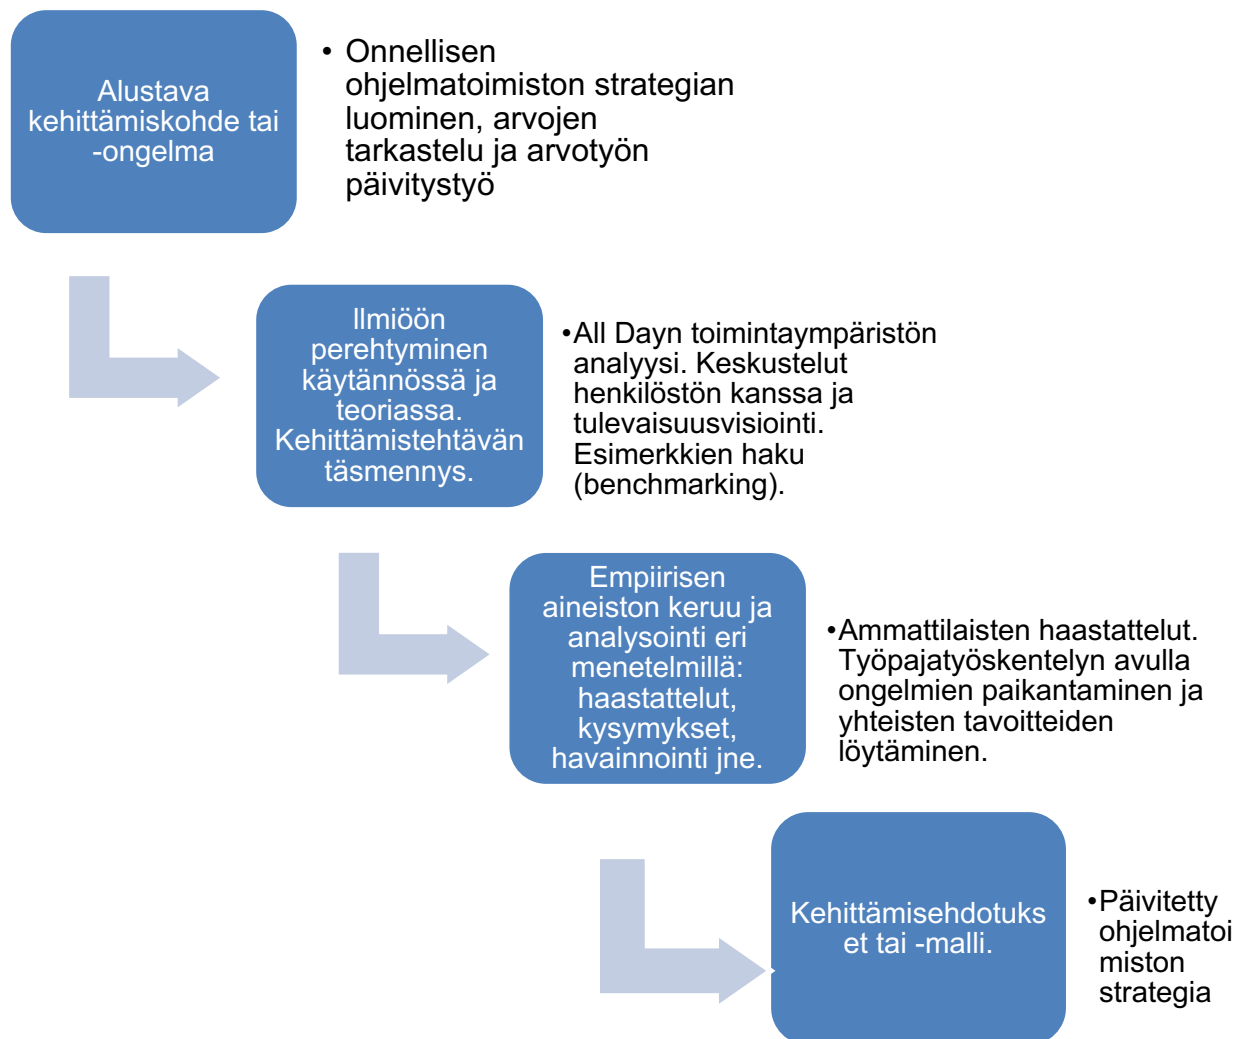 Alustava
kehittämiskohde tai
-ongelma
• Onnellisen
ohjelmatoimiston strategian
luominen, arvojen
tarkastelu ja arvotyön
päivitystyö
Ilmiöön
perehtyminen
käytännössä ja
teoriassa.
Kehittämistehtävän
täsmennys.
•All Dayn toimintaympäristön
analyysi. Keskustelut
henkilöstön kanssa ja
tulevaisuusvisiointi.
Esimerkkien haku
(benchmarking).
Empiirisen
aineiston keruu ja
analysointi eri
menetelmillä:
haastattelut,
kysymykset,
havainnointi jne.
•Ammattilaisten haastattelut.
Työpajatyöskentelyn avulla
ongelmien paikantaminen ja
yhteisten tavoitteiden
löytäminen.
Kehittämisehdotuks
et tai -malli.
•Päivitetty
ohjelmatoi
miston
strategia